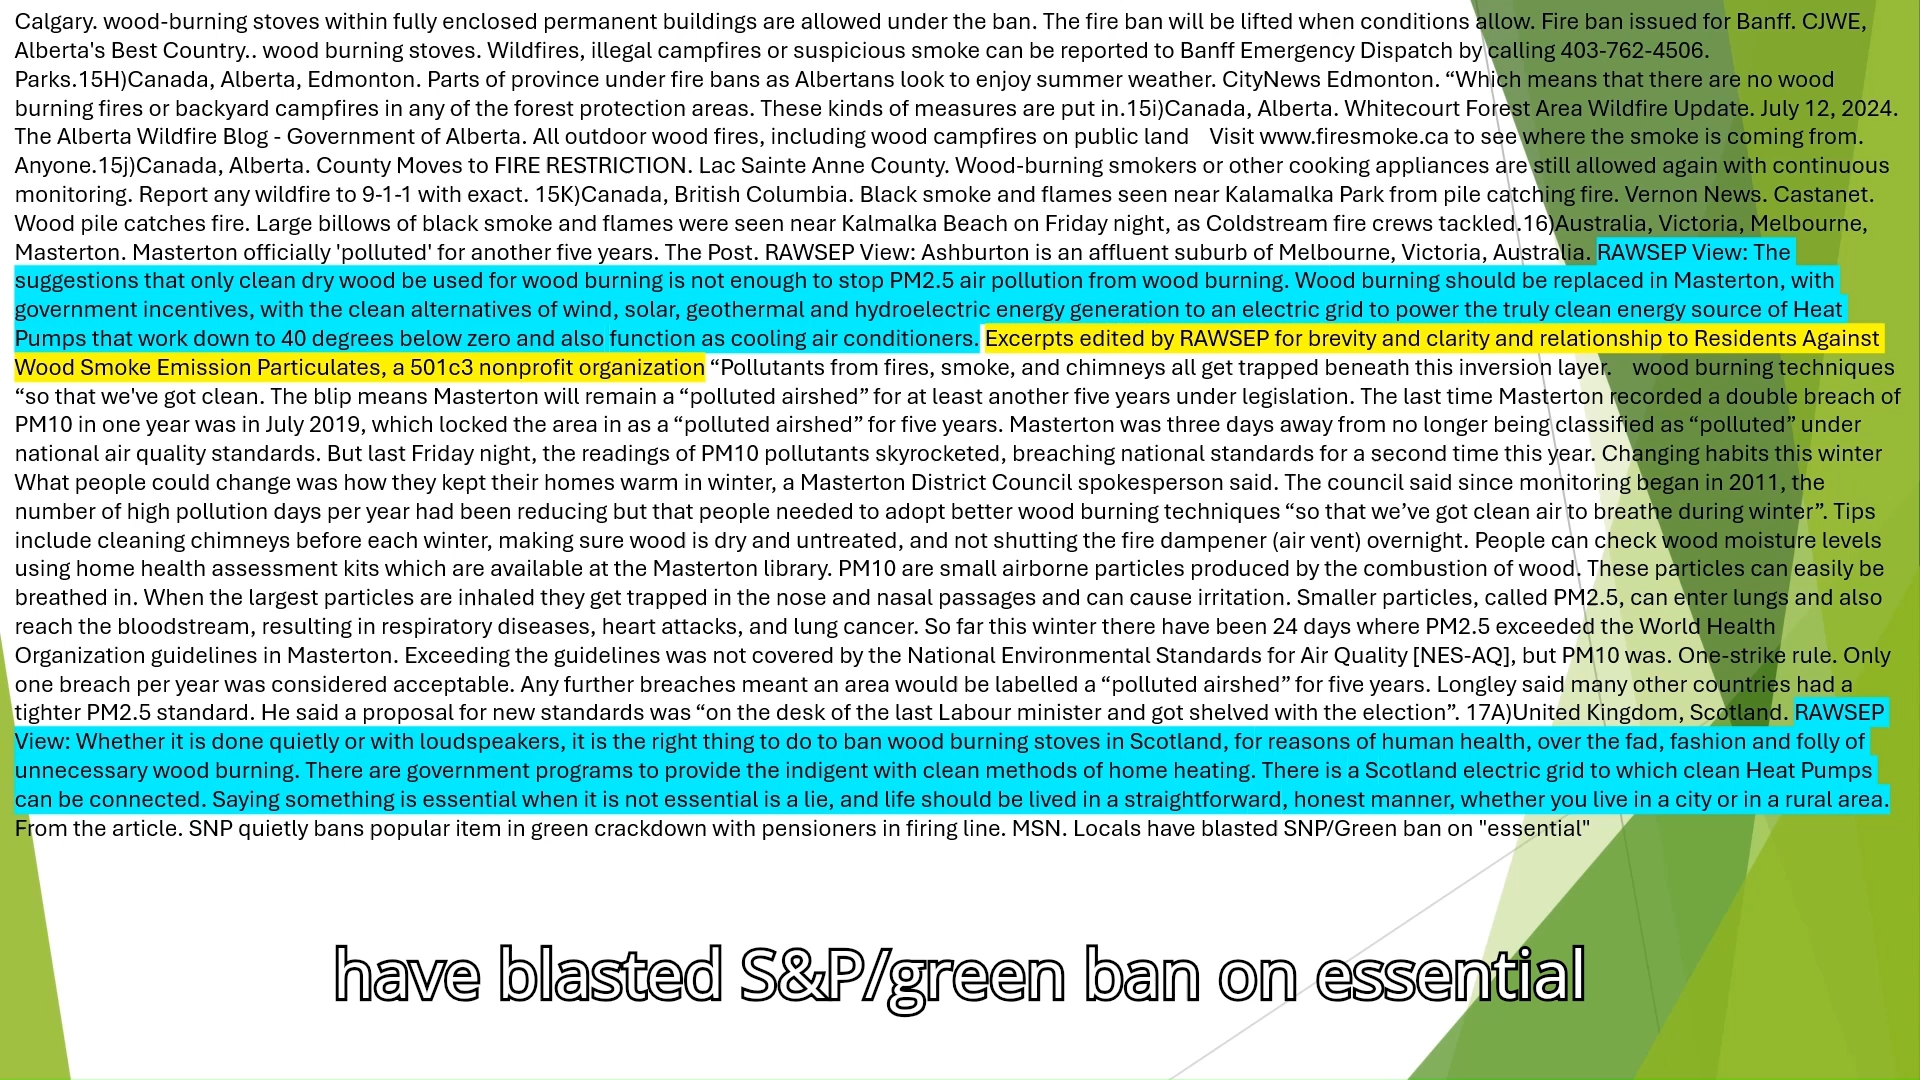 Calgary. wood-burning stoves within fully enclosed permanent buildings are allowed under the ban. The fire ban will be lifted when conditions allow. Fire ban issued for Banff. CJWE,
Alberta's Best Country.. wood burning stoves. Wildfires, illegal campfires or suspicious smoke can be reported to Banff Emergency Dispatch by calling 403-762-4506.
Parks.15H)Canada, Alberta, Edmonton. Parts of province under fire bans as Albertans look to enjoy summer weather. CityNews Edmonton. “Which means that there are no wood
burning fires or backyard campfires in any of the forest protection areas. These kinds of measures are put in.15i)Canada, Alberta. Whitecourt Forest Area Wildfire Update. July 12, 2024.
The Alberta Wildfire Blog - Government of Alberta. All outdoor wood fires, including wood campfires on public land   Visit www.firesmoke.ca to see where the smoke is coming from.
Anyone.15j)Canada, Alberta. County Moves to FIRE RESTRICTION. Lac Sainte Anne County. Wood-burning smokers or other cooking appliances are still allowed again with continuous
monitoring. Report any wildfire to 9-1-1 with exact. 15K)Canada, British Columbia. Black smoke and flames seen near Kalamalka Park from pile catching fire. Vernon News. Castanet.
Wood pile catches fire. Large billows of black smoke and flames were seen near Kalmalka Beach on Friday night, as Coldstream fire crews tackled.16)Australia, Victoria, Melbourne,
Masterton. Masterton officially 'polluted' for another five years. The Post. RAWSEP View: Ashburton is an affluent suburb of Melbourne, Victoria, Australia. RAWSEP View: The
suggestions that only clean dry wood be used for wood burning is not enough to stop PM2.5 air pollution from wood burning. Wood burning should be replaced in Masterton, with
government incentives, with the clean alternatives of wind, solar, geothermal and hydroelectric energy generation to an electric grid to power the truly clean energy source of Heat
Pumps that work down to 40 degrees below zero and also function as cooling air conditioners. Excerpts edited by RAWSEP for brevity and clarity and relationship to Residents Against
Wood Smoke Emission Particulates, a 501c3 nonprofit organization “Pollutants from fires, smoke, and chimneys all get trapped beneath this inversion layer.   wood burning techniques
“so that we've got clean. The blip means Masterton will remain a “polluted airshed” for at least another five years under legislation. The last time Masterton recorded a double breach of
PM10 in one year was in July 2019, which locked the area in as a “polluted airshed” for five years. Masterton was three days away from no longer being classified as “polluted” under
national air quality standards. But last Friday night, the readings of PM10 pollutants skyrocketed, breaching national standards for a second time this year. Changing habits this winter
What people could change was how they kept their homes warm in winter, a Masterton District Council spokesperson said. The council said since monitoring began in 2011, the
number of high pollution days per year had been reducing but that people needed to adopt better wood burning techniques “so that we’ve got clean air to breathe during winter”. Tips
include cleaning chimneys before each winter, making sure wood is dry and untreated, and not shutting the fire dampener (air vent) overnight. People can check wood moisture levels
using home health assessment kits which are available at the Masterton library. PM10 are small airborne particles produced by the combustion of wood. These particles can easily be
breathed in. When the largest particles are inhaled they get trapped in the nose and nasal passages and can cause irritation. Smaller particles, called PM2.5, can enter lungs and also
reach the bloodstream, resulting in respiratory diseases, heart attacks, and lung cancer. So far this winter there have been 24 days where PM2.5 exceeded the World Health
Organization guidelines in Masterton. Exceeding the guidelines was not covered by the National Environmental Standards for Air Quality [NES-AQ], but PM10 was. One-strike rule. Only
one breach per year was considered acceptable. Any further breaches meant an area would be labelled a “polluted airshed” for five years. Longley said many other countries had a
tighter PM2.5 standard. He said a proposal for new standards was “on the desk of the last Labour minister and got shelved with the election”. 17A)United Kingdom, Scotland. RAWSEP
View: Whether it is done quietly or with loudspeakers, it is the right thing to do to ban wood burning stoves in Scotland, for reasons of human health, over the fad, fashion and folly of
unnecessary wood burning. There are government programs to provide the indigent with clean methods of home heating. There is a Scotland electric grid to which clean Heat Pumps
can be connected. Saying something is essential when it is not essential is a lie, and life should be lived in a straightforward, honest manner, whether you live in a city or in a rural area.
From the article. SNP quietly bans popular item in green crackdown with pensioners in firing line. MSN. Locals have blasted SNP/Green ban on "essential"
have blasted S&P/green ban on essential